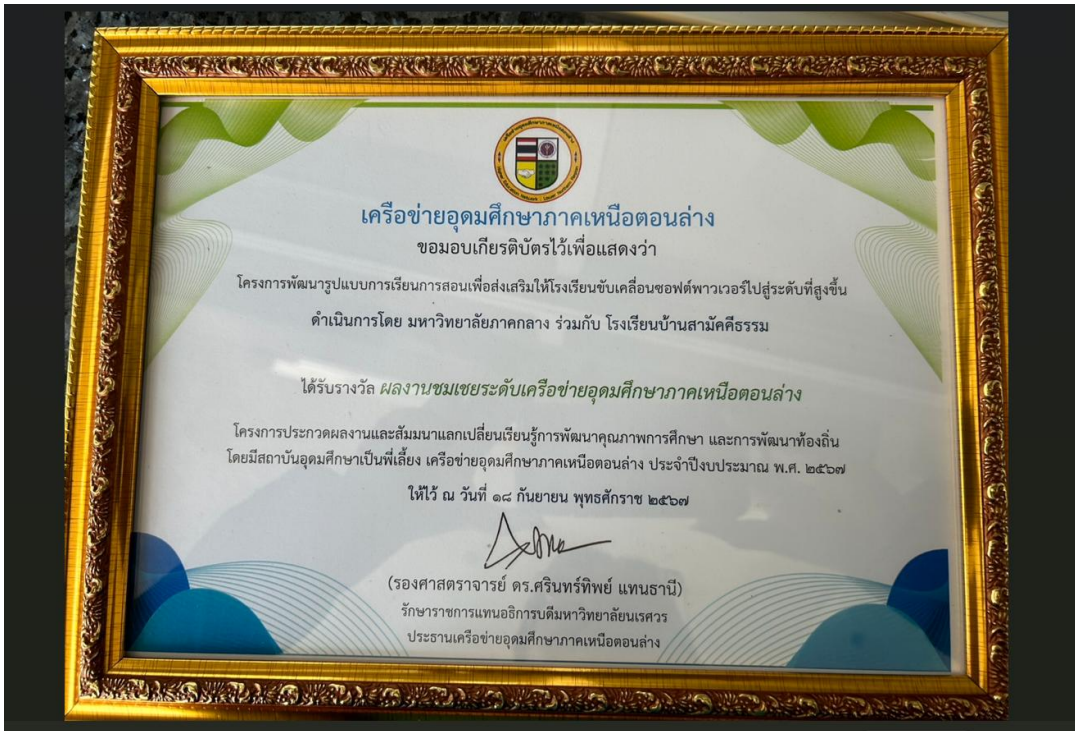 เครือข่ายอุดมศึกษาภาคเหนือตอนล่าง
ขอมอบเกียรติบัตรไว้เพื่อแสดงว่า
โครงการพัฒนารูปแบบการเรียนการสอนเพื่อส่งเสริมให้โรงเรียนขับเคลื่อนซอฟต์พาวเวอร์ไปสู่ระดับที่สูงขึ้น
ดำเนินการโดย มหาวิทยาลัยภาคกลาง ร่วมกับ โรงเรียนบ้านสามัคคีธรรม
ได้รับรางวัล ผลงานชมเชยระดับเครือข่ายอุดมศึกษาภาคเหนือตอนล่าง
โครงการประกวดผลงานและสัมมนาแลกเปลี่ยนเรียนรู้การพัฒนาคุณภาพการศึกษา และการพัฒนาท้องถิ่น
โดยมีสถาบันอุดมศึกษาเป็นพี่เลี้ยง เครือข่ายอุดมศึกษาภาคเหนือตอนล่าง ประจำปีงบประมาณ พ.ศ. ๒๕๖๗
ให้ไว้ ณ วันที่ ๑๘ กันยายน พุทธศักราช ๒๕๖๗
(รองศาสตราจารย์ ดร.ศรินทร์ทิพย์ แทนธานี)
รักษาราชการแทนอธิการบดีมหาวิทยาลัยนเรศวร
ประธานเครือข่ายอุดมศึกษาภาคเหนือตอนล่าง